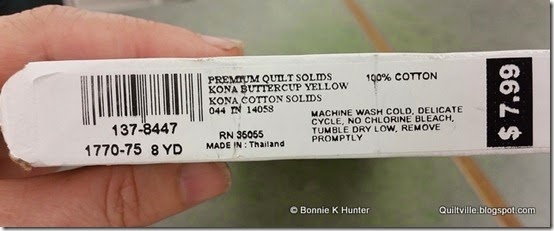 PREMIUM QUILT SOLIDS
KONA BUTTERCUP YELLOW
KONA COTTON SOLIDS
044 IN 14058
100% COTTON
137-8447
1770-75 8 YD
RN 36055
MADE IN: Thailand
MACHINE WASH COLD, DELICATE
CYCLE, NO CHLORINE BLEACH,
TUMBLE DRY LOW, REMOVE
PROMPTLY
$ 7.99
© Bonnie K Hunter
Quiltville.blogspot.com